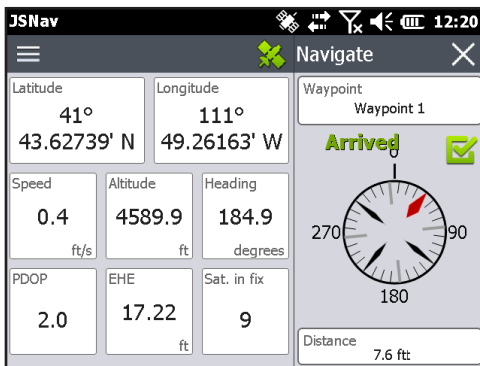 JSNav 12:20
Navigate
Latitude
41°
43.62739' N
Longitude
111°
49.26163' W
Waypoint
Waypoint 1
Arrived
0
270
90
180
Speed
0.4
ft/s
Altitude
4589.9
ft
Heading
184.9
degrees
PDOP
2.0
EHE
17.22
ft
Sat. in fix
9
Distance
7.6 ftt